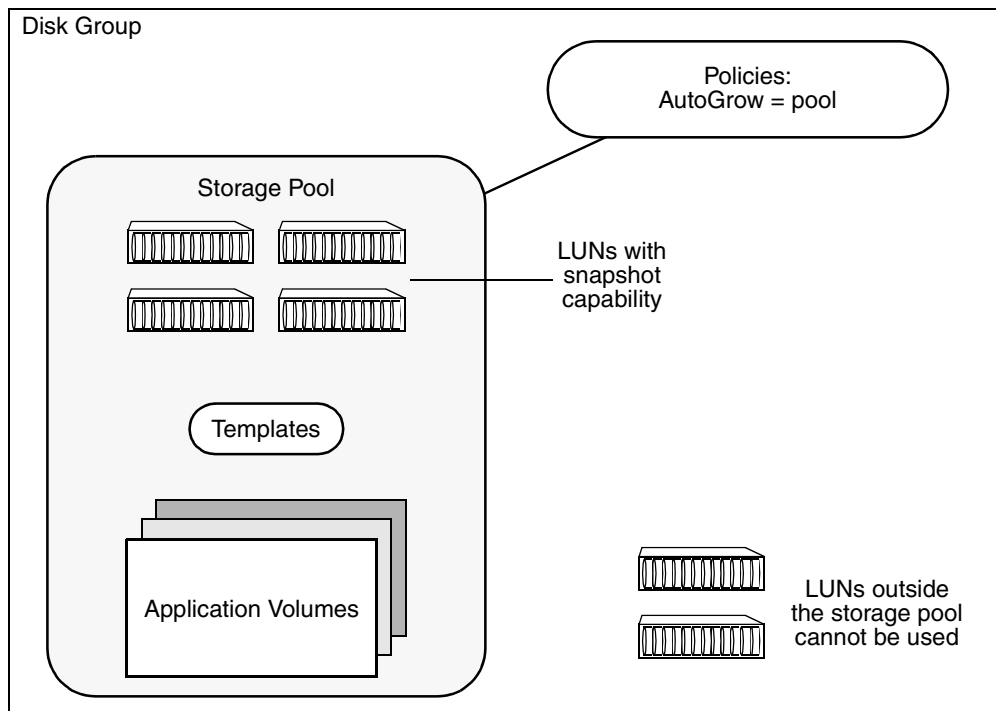 Disk Group
Policies:
AutoGrow = pool
Storage Pool
LUNs with
snapshot
capability
Templates
Application Volumes
LUNs outside
the storage pool
cannot be used